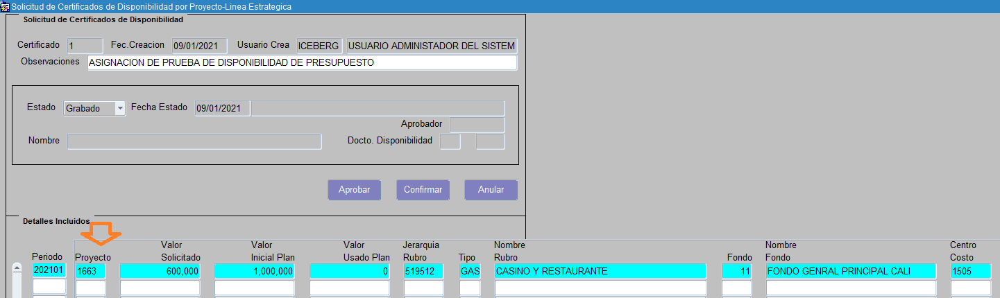 Solicitud de Certificados de Disponibilidad por Proyecto-Linea Estrategica
Solicitud de Certificados de Disponibilidad
Certificado 1 Fec.Creacion 09/01/2021 Usuario Crea ICEBERG USUARIO ADMINISTADOR DEL SISTEM
Observaciones ASIGNACION DE PRUEBA DE DISPONIBILIDAD DE PRESUPUESTO
Estado Grabado Fecha Estado 09/01/2021
Aprobador
Nombre Docto. Disponibilidad
Aprobar Confirmar Anular
Detalles Incluidos
Valor Valor Valor Jerarquia Nombre Nombre Centro
Periodo Proyecto Solicitado Inicial Plan Usado Plan Rubro Tipo Rubro Fondo Fondo Costo
202101 1663 600,000 1,000,000 0 519512 GAS CASINO Y RESTAURANTE 11 FONDO GENRAL PRINCIPAL CALI 1505